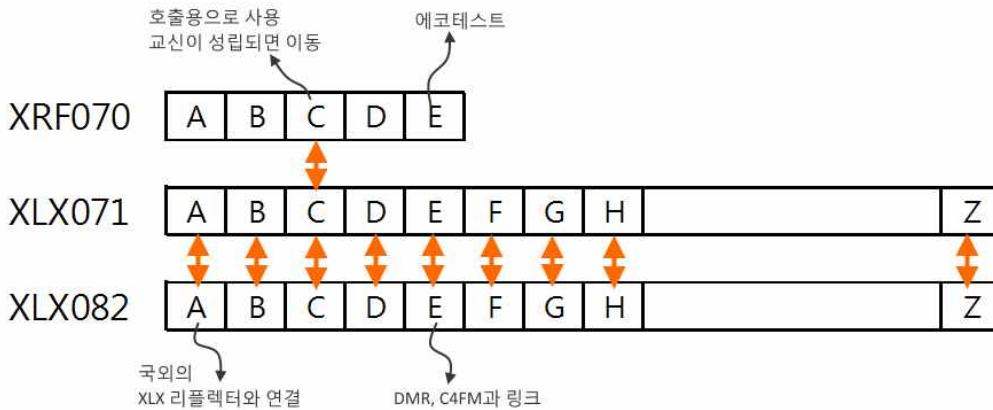 호출용으로 사용
교신이 성립되면 이동
에코테스트
XRF070 A B C D E
XLX071 A B C D E F G H Z
XLX082 A B C D E F G H Z
국외의
XLX 리플렉터와 연결
DMR, C4FM과 링크